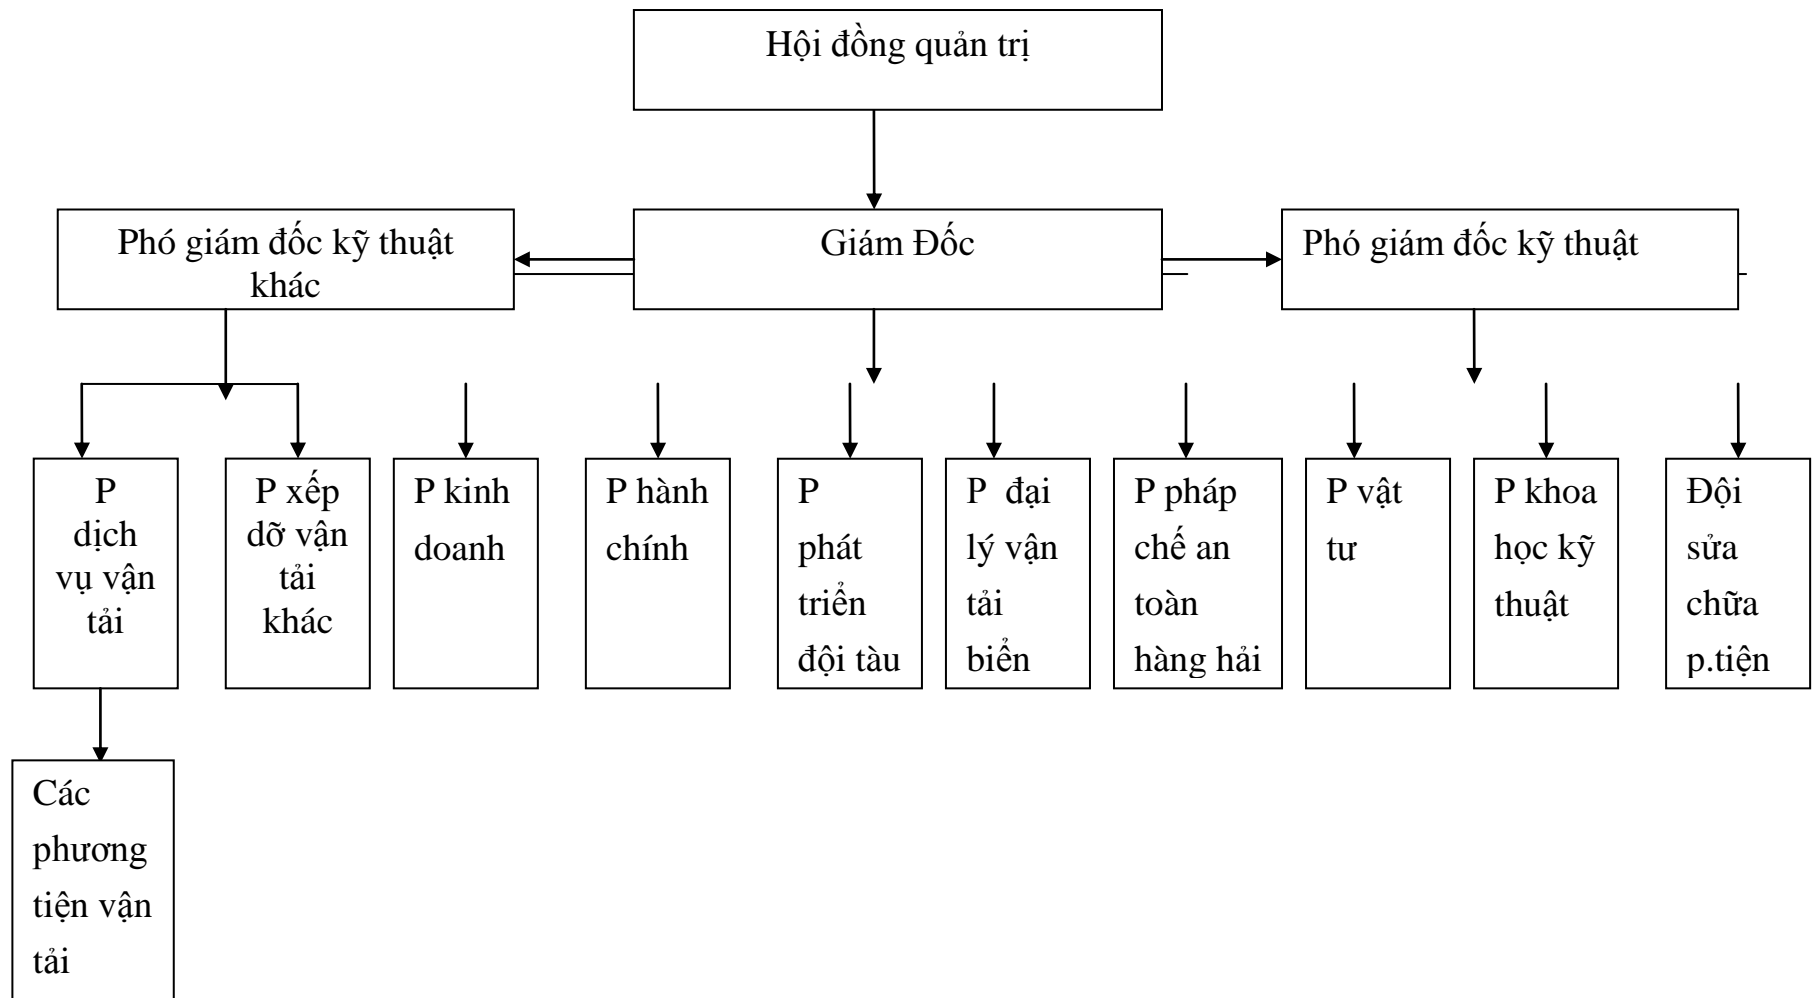 Hội đồng quản trị
Phó giám đốc kỹ thuật
khác
Giám Đốc
Phó giám đốc kỹ thuật
P
dịch
vụ vận
tải
P xếp
dỡ vận
tải
khác
P kinh
doanh
P hành
chính
P
phát
triển
đội tàu
P đại
lý vận
tải
biển
P pháp
chế an
toàn
hàng hải
P vật
tư
P khoa
học kỹ
thuật
Đội
sửa
chữa
p.tiện
Các
phương
tiện vận
tải